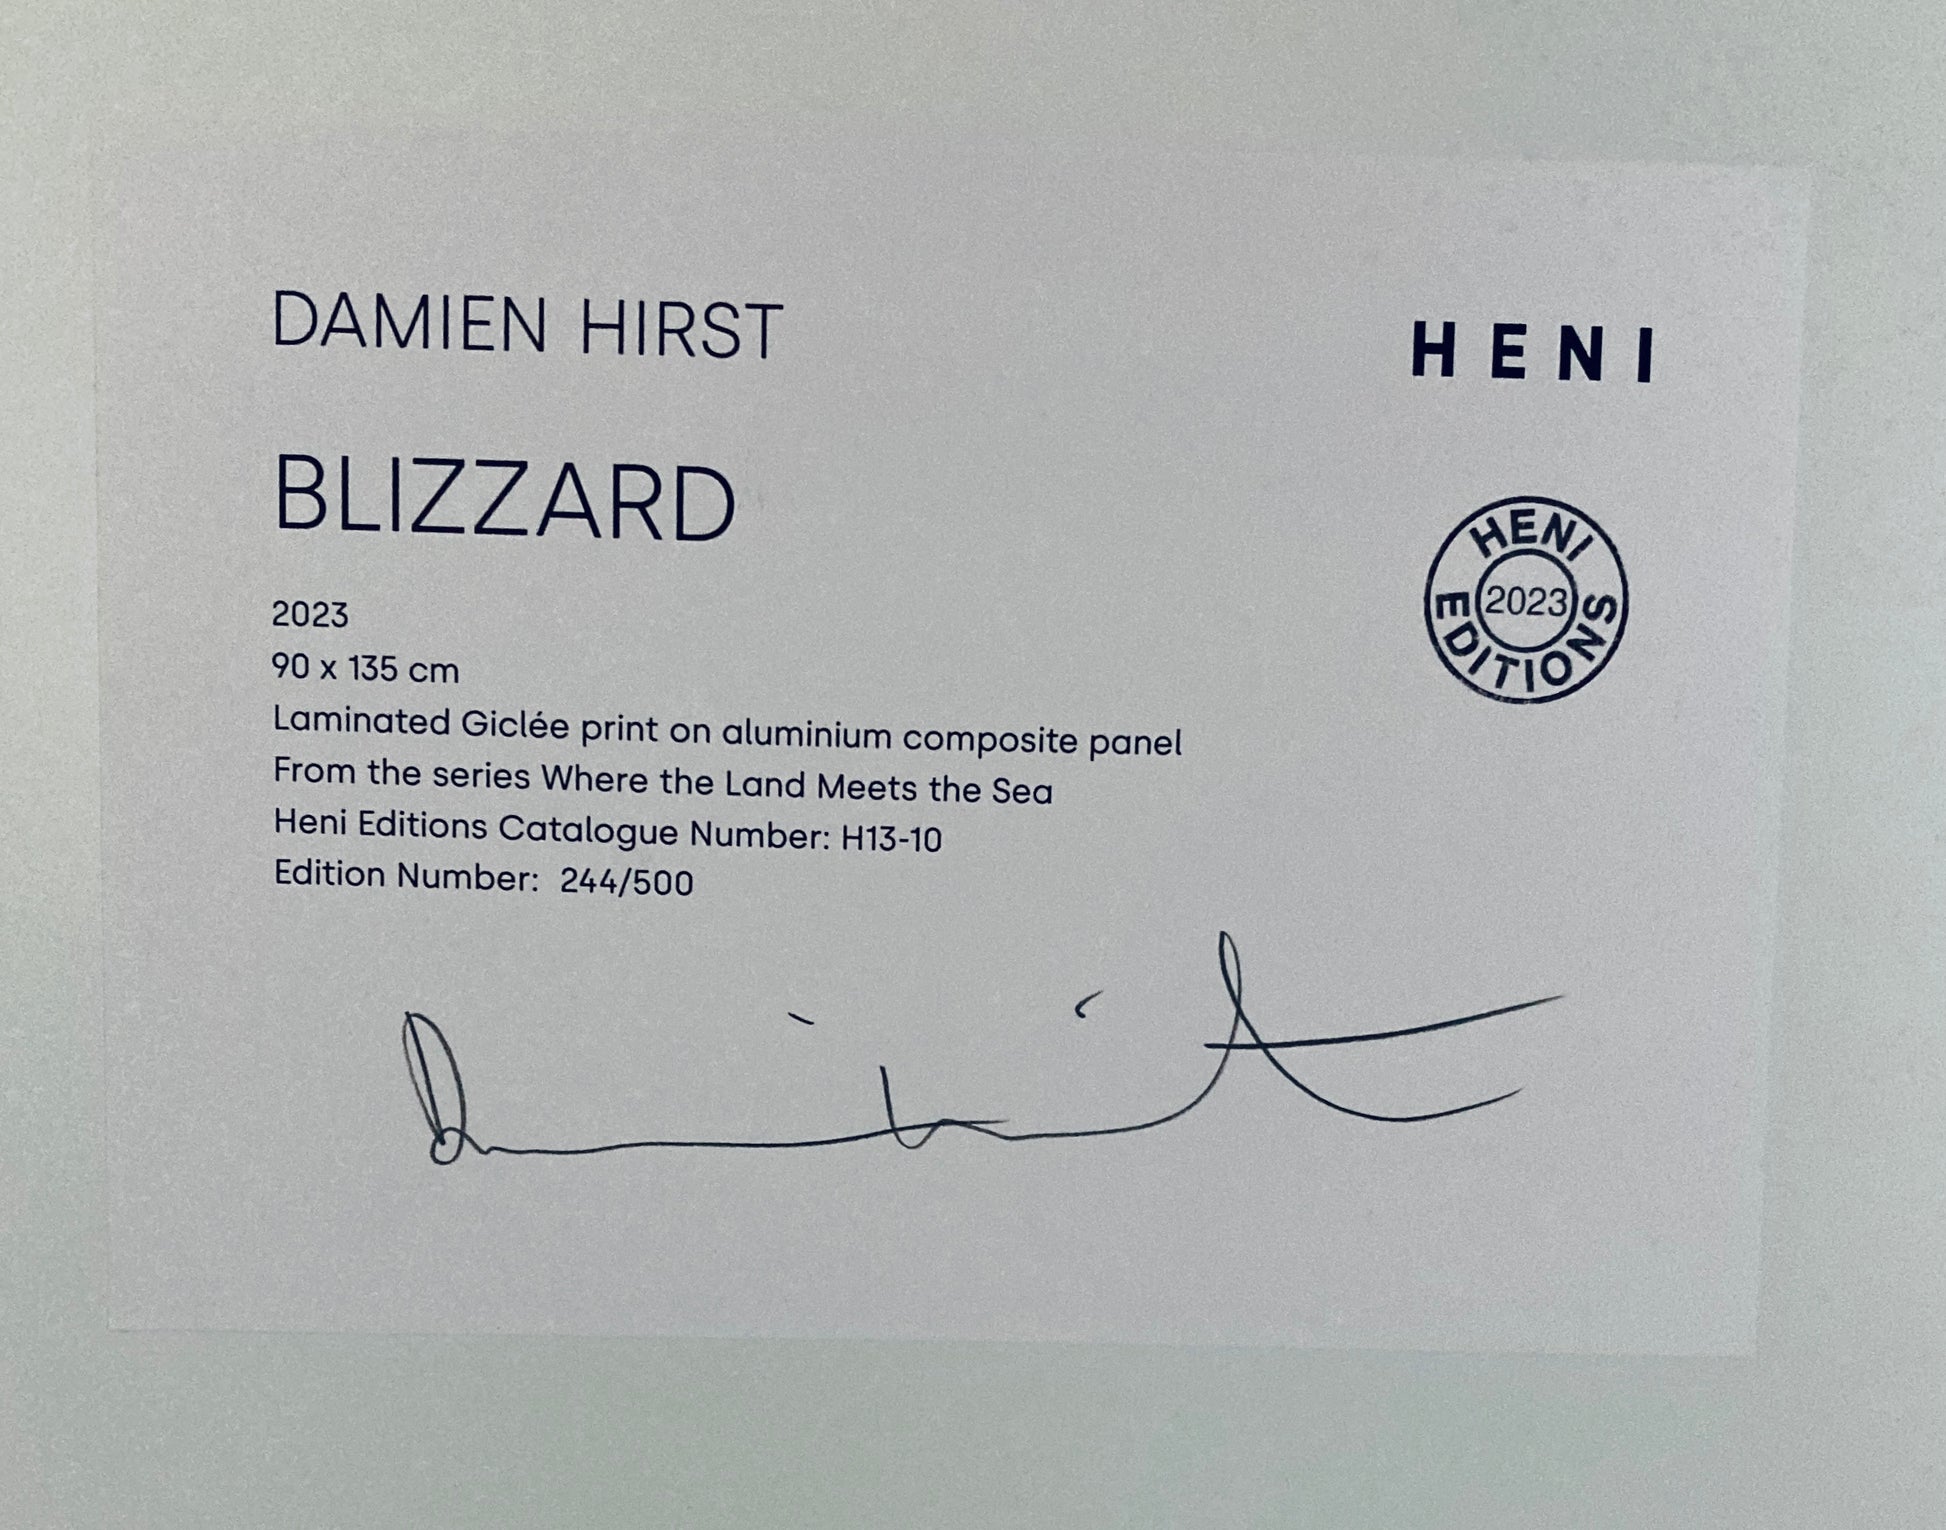 DAMIEN HIRST
HENI
BLIZZARD
HENI EDITIONS
2023
2023
90 x 135 cm
Laminated Giclée print on aluminium composite panel
From the series Where the Land Meets the Sea
Heni Editions Catalogue Number: H13-10
Edition Number: 244/500